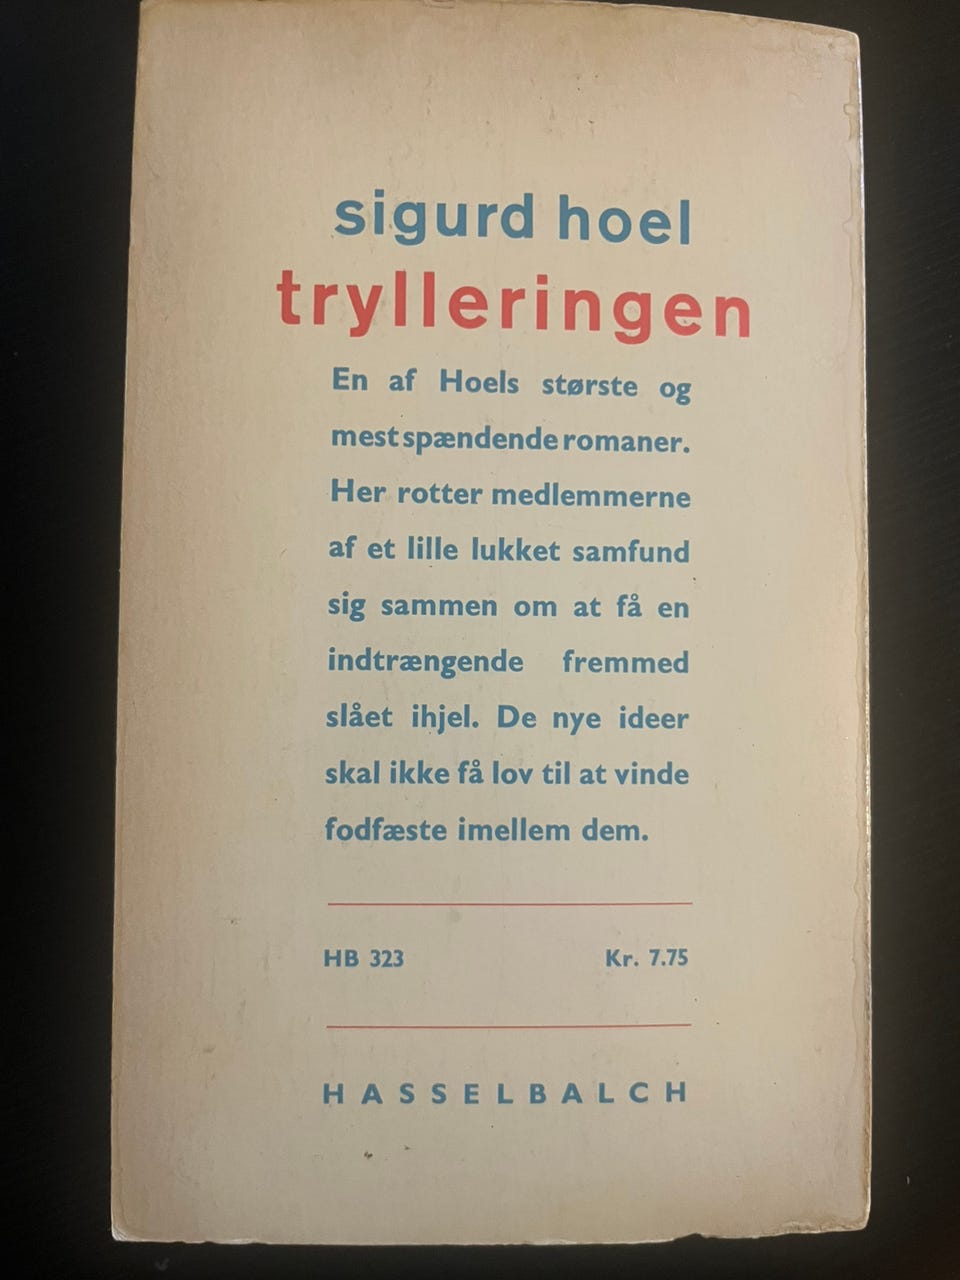 sigurd hoel
trylleringen
En af Hoels største og
mest spændende romaner.
Her rotter medlemmerne
af et lille lukket samfund
sig sammen om at få en
indtrængende fremmed
slået ihjel. De nye ideer
skal ikke få lov til at vinde
fodfæste imellem dem.
HB 323 Kr. 7.75
HASSELBALCH